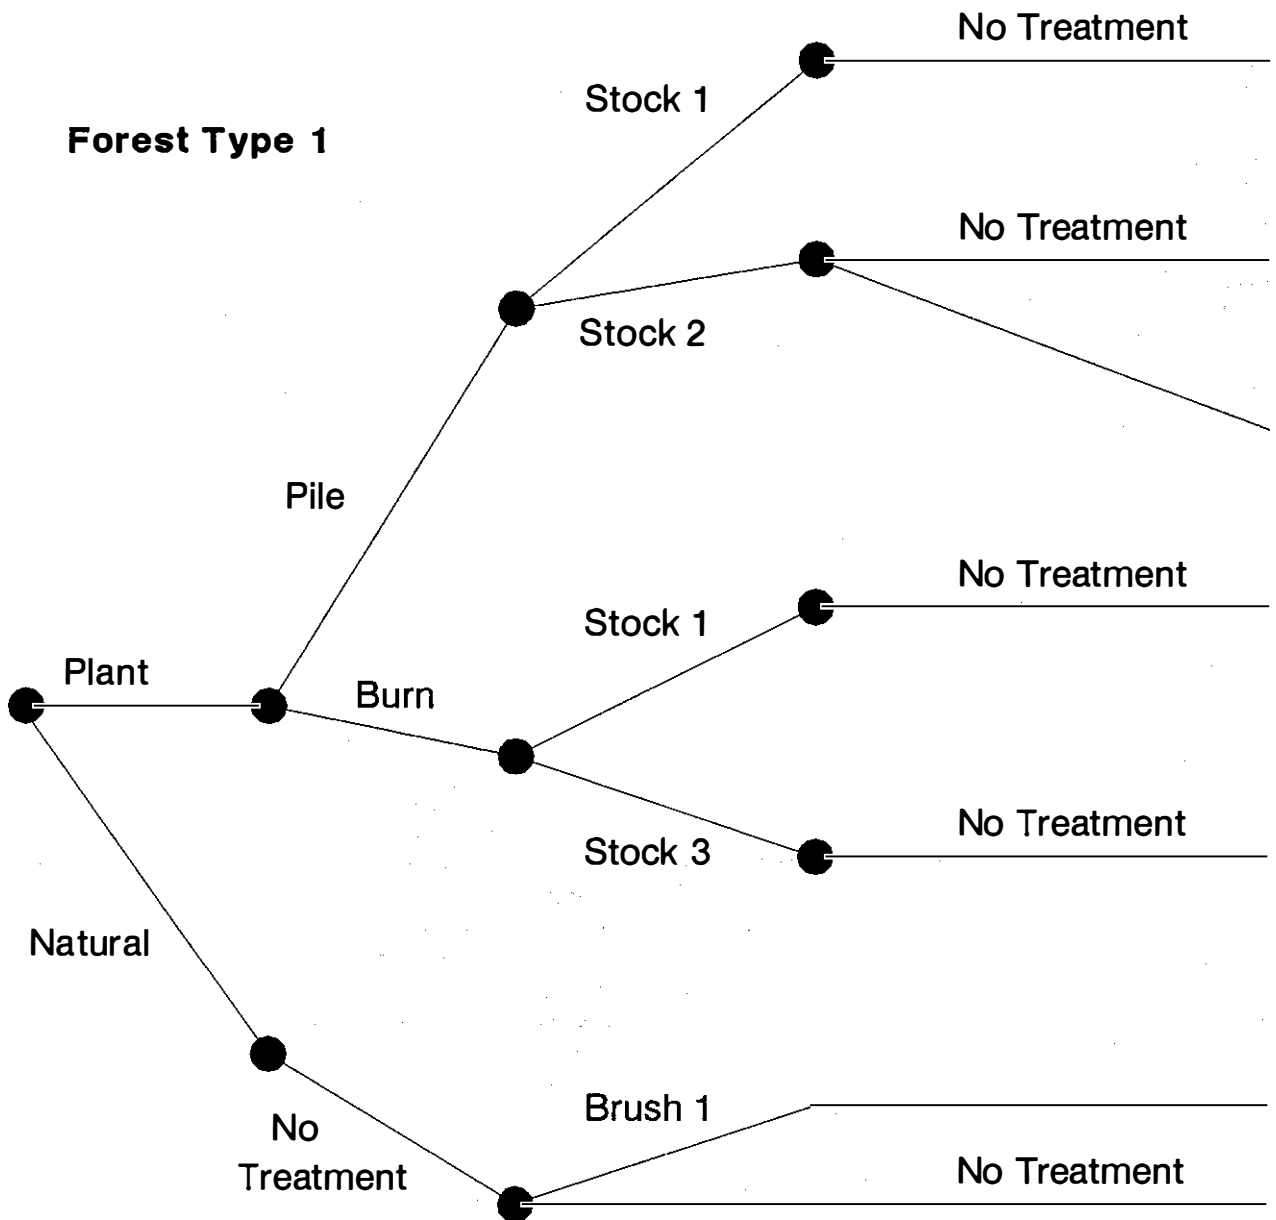 No Treatment
Stock 1
Forest Type 1
No Treatment
Stock 2
Pile
No Treatment
Stock 1
Plant
Burn
No Treatment
Stock 3
Natural
Brush 1
No
Treatment
No Treatment